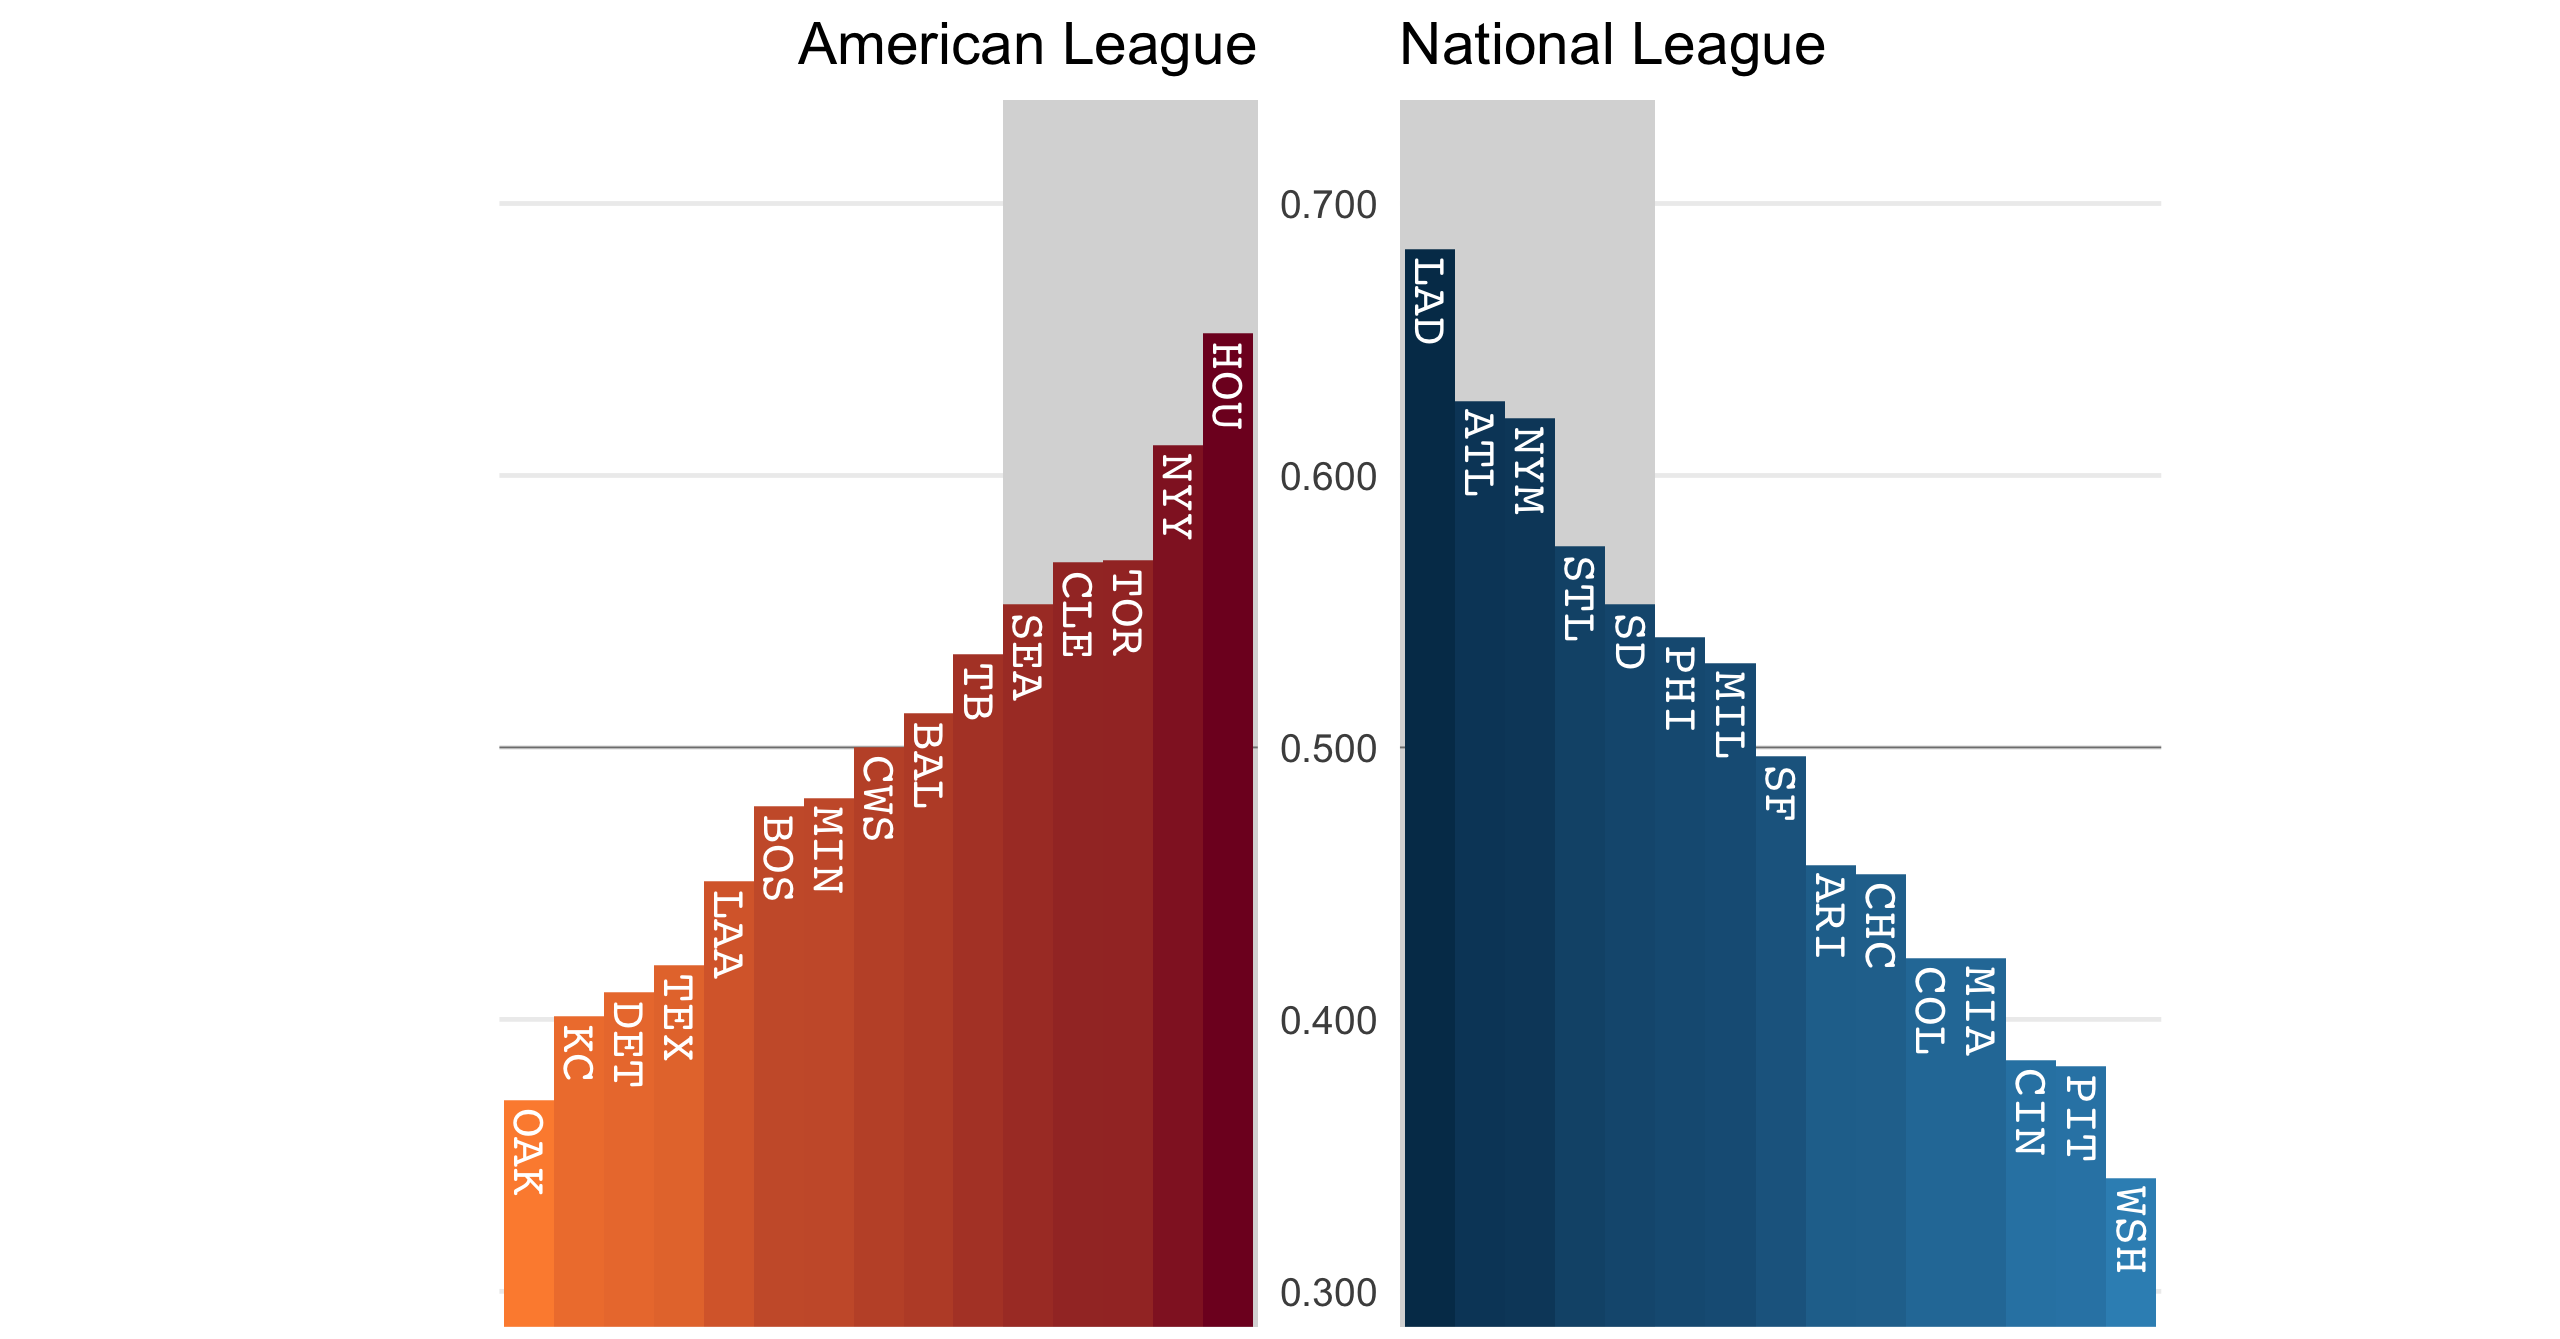 American League
National League
0.700
0.600
0.500
0.400
0.300
OAK
KC
DET
TEX
LAA
BOS
MIN
CWS
BAL
TB
SEA
CLE
TOR
NYY
HOU
LAD
ATL
NYM
STL
SD
PHI
MIL
SF
ARI
CHC
COL
MIA
CIN
PIT
WSH